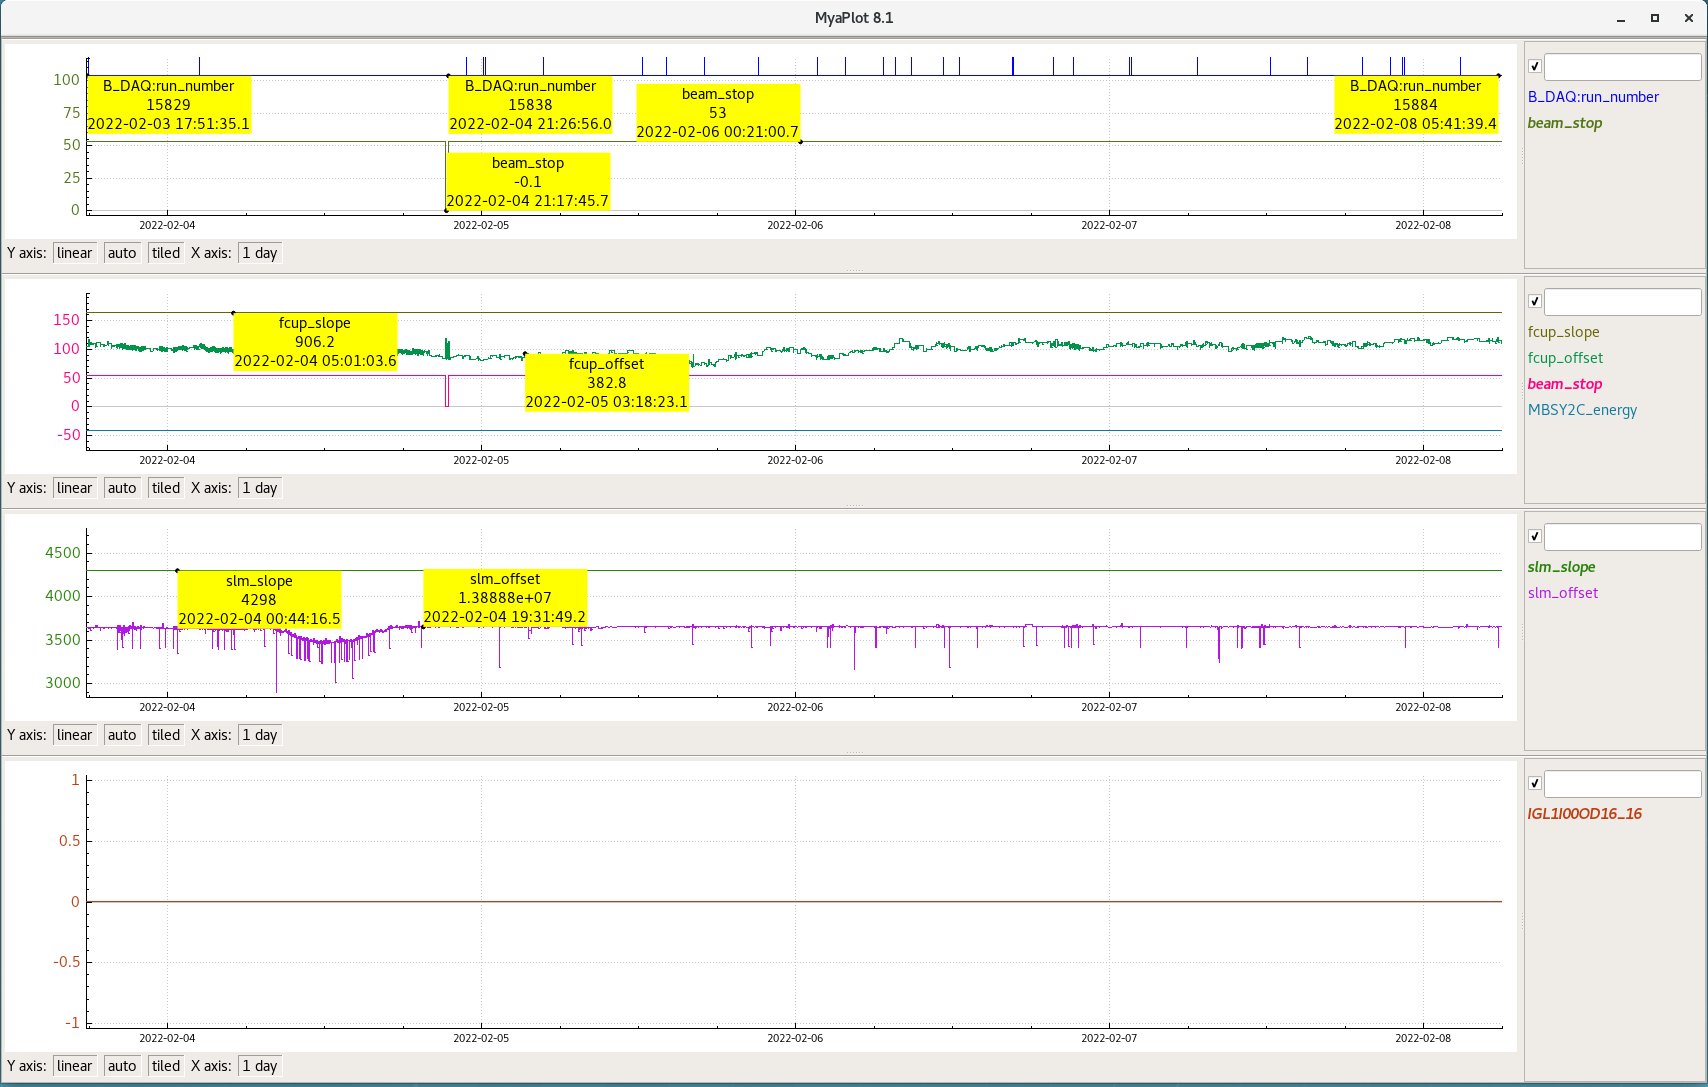 MyaPlot 8.1
100
75
50
25
0
B_DAQ:run_number
15829
2022-02-03 17:51:35.1
B_DAQ:run_number
15838
2022-02-04 21:26:56.0
beam_stop
53
2022-02-06 00:21:00.7
B_DAQ:run_number
15884
2022-02-08 05:41:39.4
beam_stop
-0.1
2022-02-04 21:17:45.7
2022-02-04 2022-02-05 2022-02-06 2022-02-07 2022-02-08
Y axis: linear auto tiled X axis: 1 day
B_DAQ:run_number
beam_stop
150
100
50
0
-50
fcup_slope
906.2
2022-02-04 05:01:03.6
fcup_offset
382.8
2022-02-05 03:18:23.1
2022-02-04 2022-02-05 2022-02-06 2022-02-07 2022-02-08
Y axis: linear auto tiled X axis: 1 day
fcup_slope
fcup_offset
beam_stop
MBSY2C_energy
4500
4000
3500
3000
slm_slope
4298
2022-02-04 00:44:16.5
slm_offset
1.38888e+07
2022-02-04 19:31:49.2
2022-02-04 2022-02-05 2022-02-06 2022-02-07 2022-02-08
Y axis: linear auto tiled X axis: 1 day
slm_slope
slm_offset
1
0.5
0
-0.5
-1
2022-02-04 2022-02-05 2022-02-06 2022-02-07 2022-02-08
Y axis: linear auto tiled X axis: 1 day
IGL1I00OD16_16